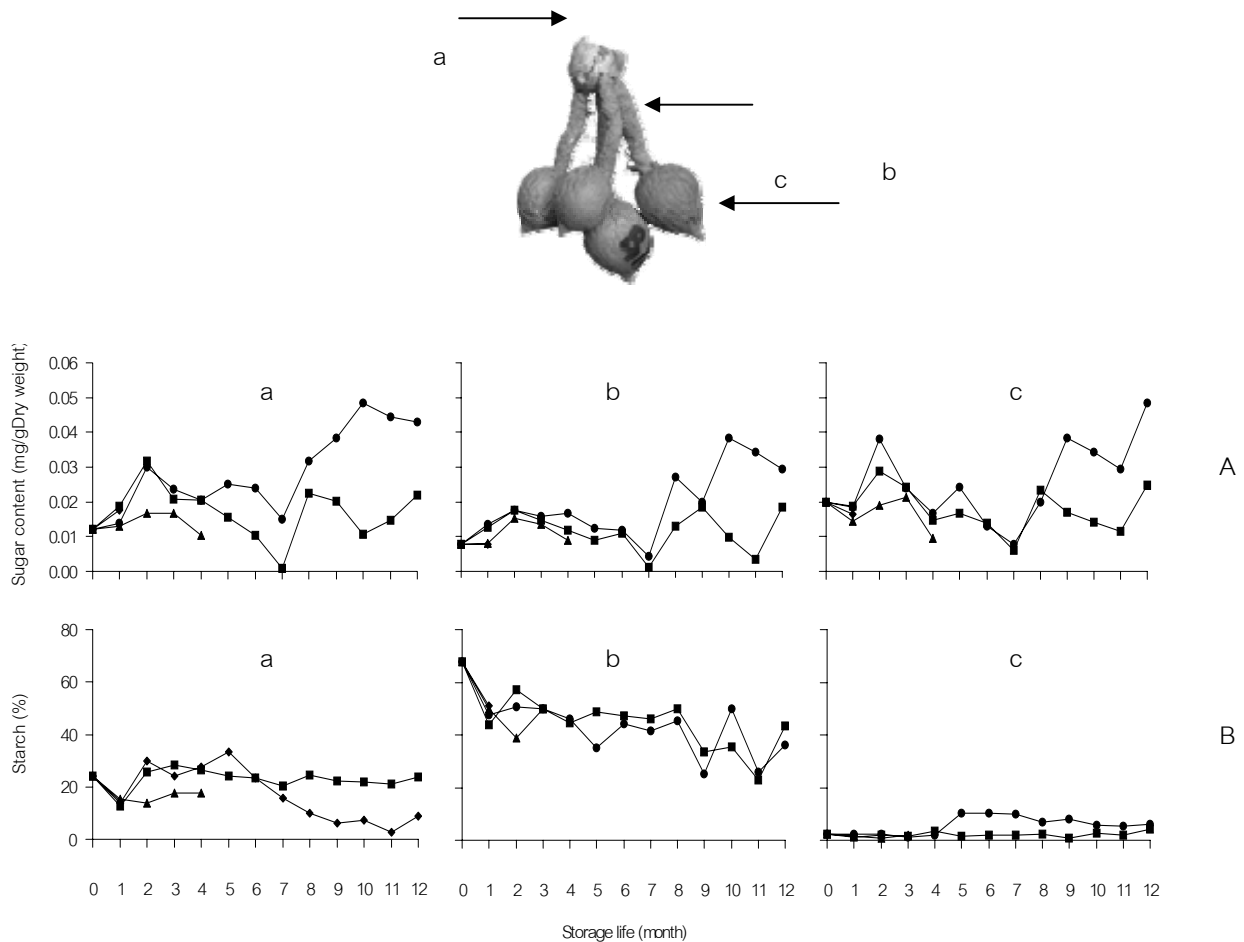 a
b
c
Sugar content (mg/gDry weight)
0.06
0.05
0.04
0.03
0.02
0.01
0.00
a
b
c
A
Starch (%)
80
60
40
20
0
a
b
c
B
0 1 2 3 4 5 6 7 8 9 10 11 12
0 1 2 3 4 5 6 7 8 9 10 11 12
0 1 2 3 4 5 6 7 8 9 10 11 12
Storage life (month)